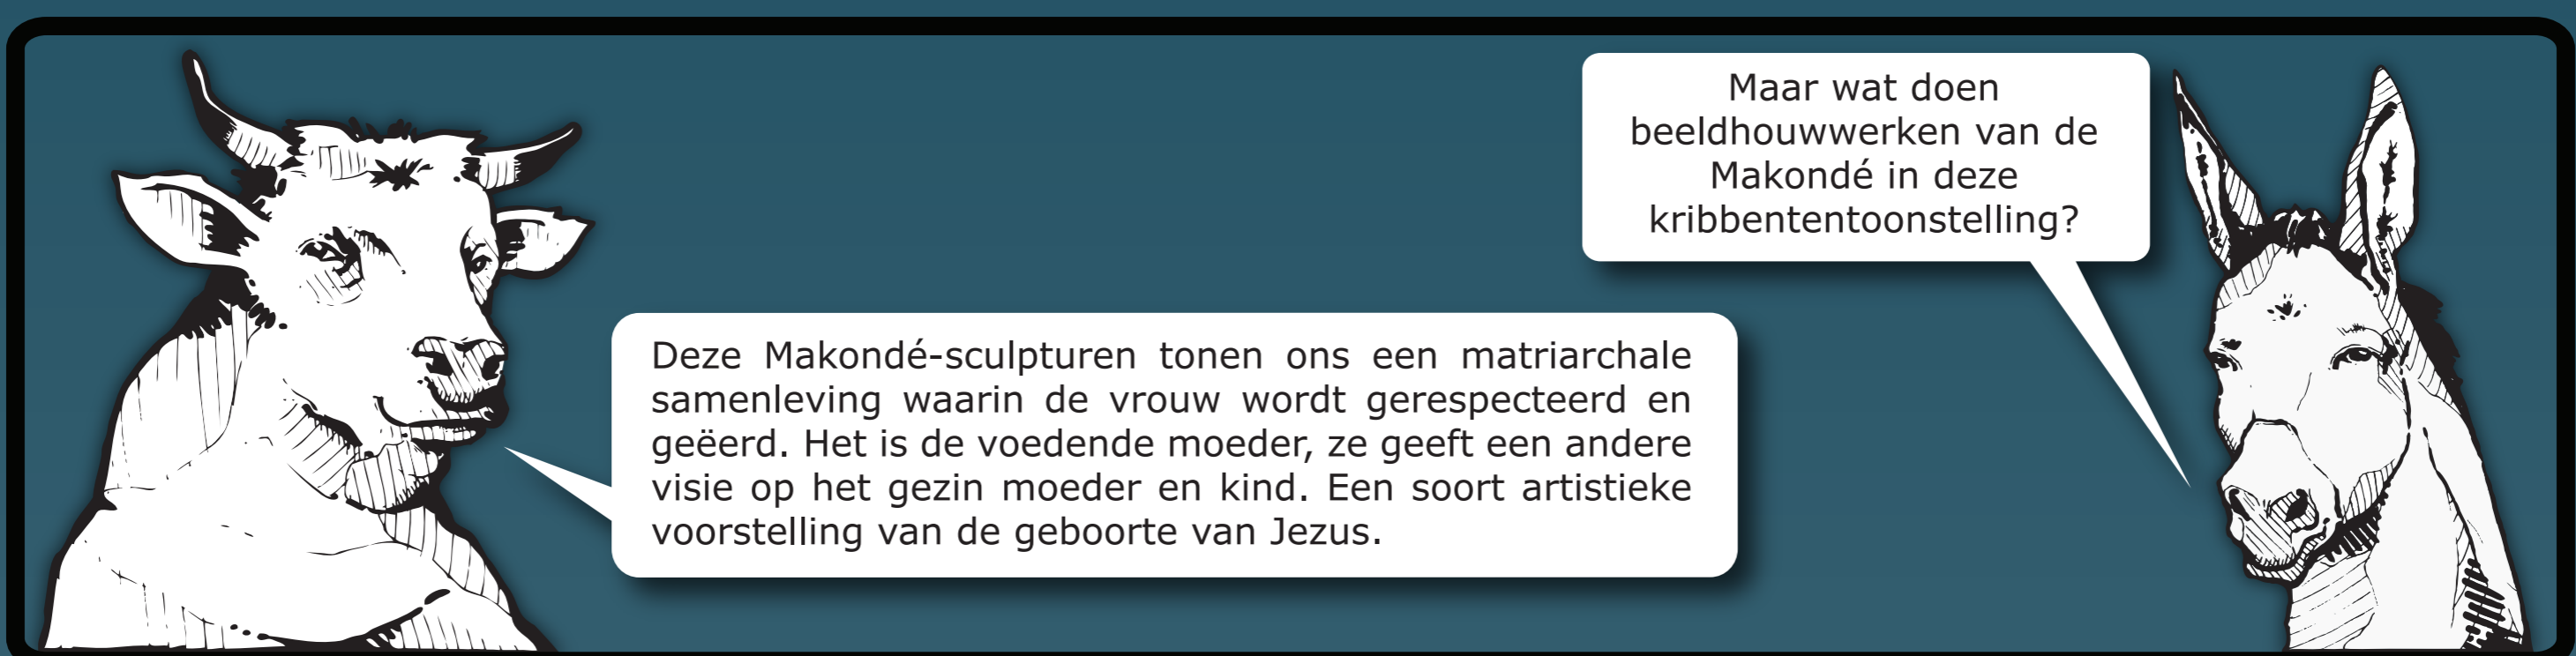 Maar wat doen
beeldhouwwerken van de
Makondé in deze
kribbententoonstelling?
Deze Makondé-sculpturen tonen ons een matriarchale
samenleving waarin de vrouw wordt gerespecteerd en
geëerd. Het is de voedende moeder, ze geeft een andere
visie op het gezin moeder en kind. Een soort artistieke
voorstelling van de geboorte van Jezus.